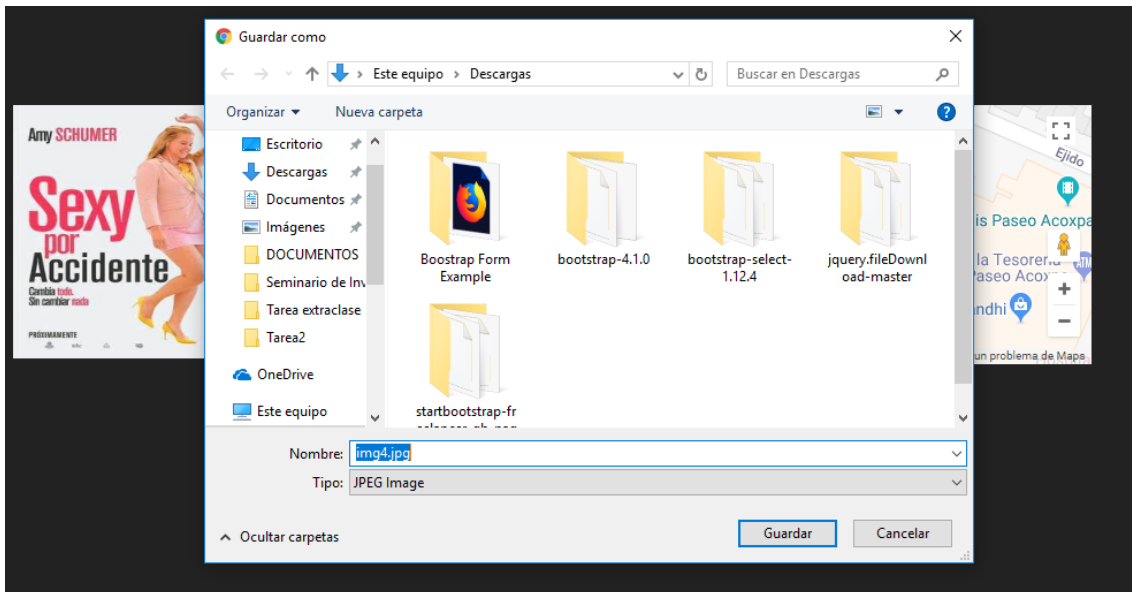 Guardar como
Este equipo > Descargas
Buscar en Descargas
Organizar
Nueva carpeta
Escritorio
Descargas
Documentos
Imágenes
DOCUMENTOS
Seminario de Inv
Tarea extraclase
Tarea2
OneDrive
Este equipo
Boostrap Form
Example
bootstrap-4.1.0
bootstrap-select-
1.12.4
jquery.fileDownl
oad-master
startbootstrap-fr
Nombre: img4.jpg
Tipo: JPEG Image
Ocultar carpetas
Guardar
Cancelar
Amy SCHUMER
Sexy
por
Accidente
Cambia todo.
Sin cambiar nada
PRÓXIMAMENTE
Ejido
is Paseo Acoxpa
la Tesorería
ATM
Paseo Acox
ndhi
un problema de Maps